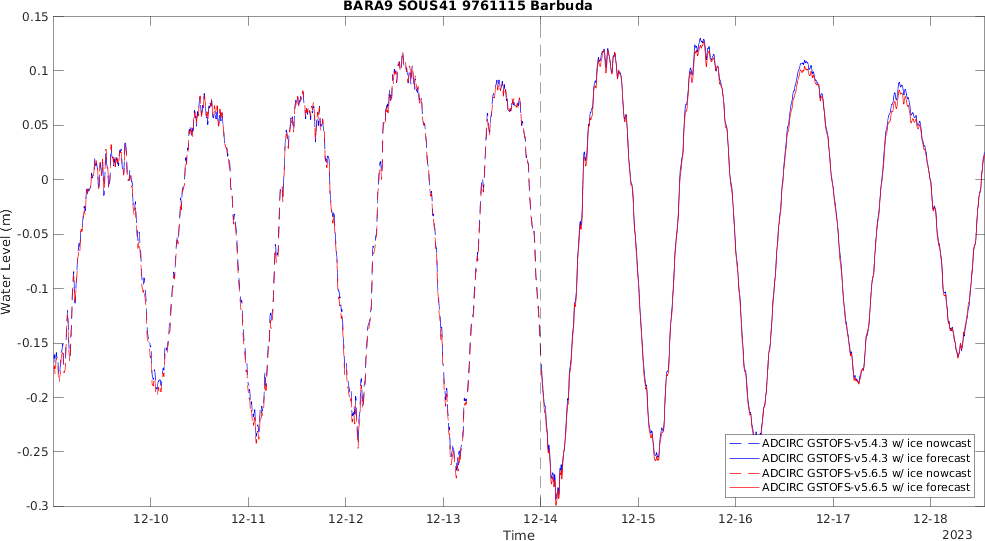 BARA9 SOUS41 9761115 Barbuda
0.15
0.1
0.05
0
-0.05
-0.1
-0.15
-0.2
-0.25
-0.3
Water Level (m)
ADCIRC GSTOFS-v5.4.3 w/ ice nowcast
ADCIRC GSTOFS-v5.4.3 w/ ice forecast
ADCIRC GSTOFS-v5.6.5 w/ ice nowcast
ADCIRC GSTOFS-v5.6.5 w/ ice forecast
12-10 12-11 12-12 12-13 12-14 12-15 12-16 12-17 12-18
Time
2023